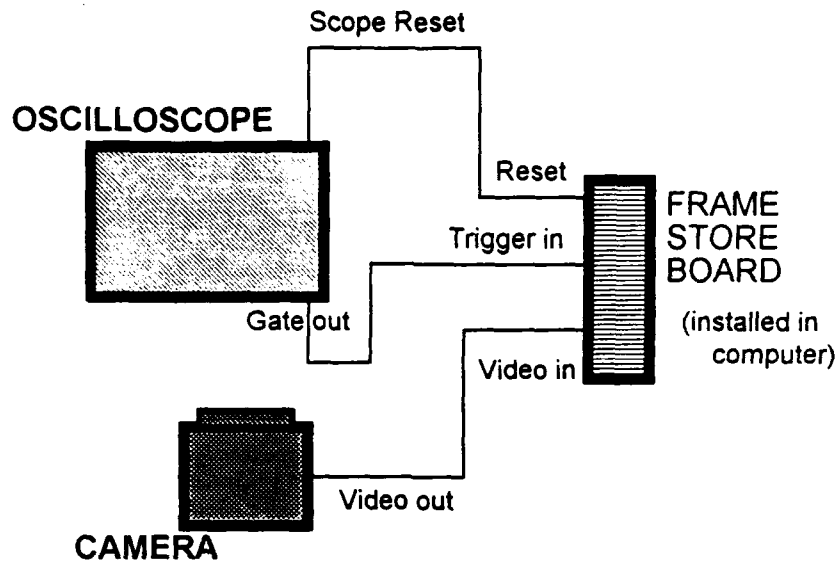 Scope Reset
OSCILLOSCOPE
Reset
FRAME
STORE
BOARD
Trigger in
Gate out
(installed in
computer)
Video in
Video out
CAMERA